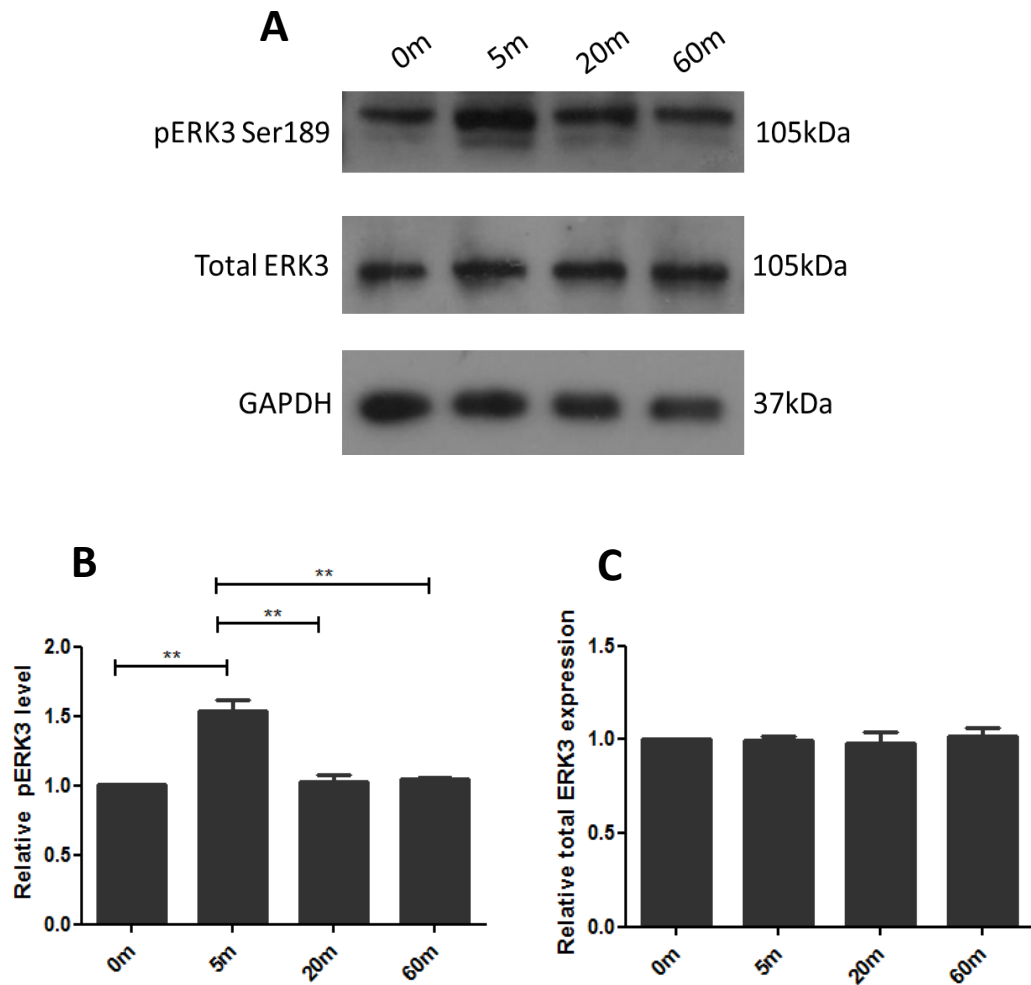 A
0m 5m 20m 60m
pERK3 Ser189 105kDa
Total ERK3 105kDa
GAPDH 37kDa
B
**
**
**
Relative pERK3 level
2.0
1.5
1.0
0.5
0.0
0m 5m 20m 60m
C
Relative total ERK3 expression
1.5
1.0
0.5
0.0
0m 5m 20m 60m